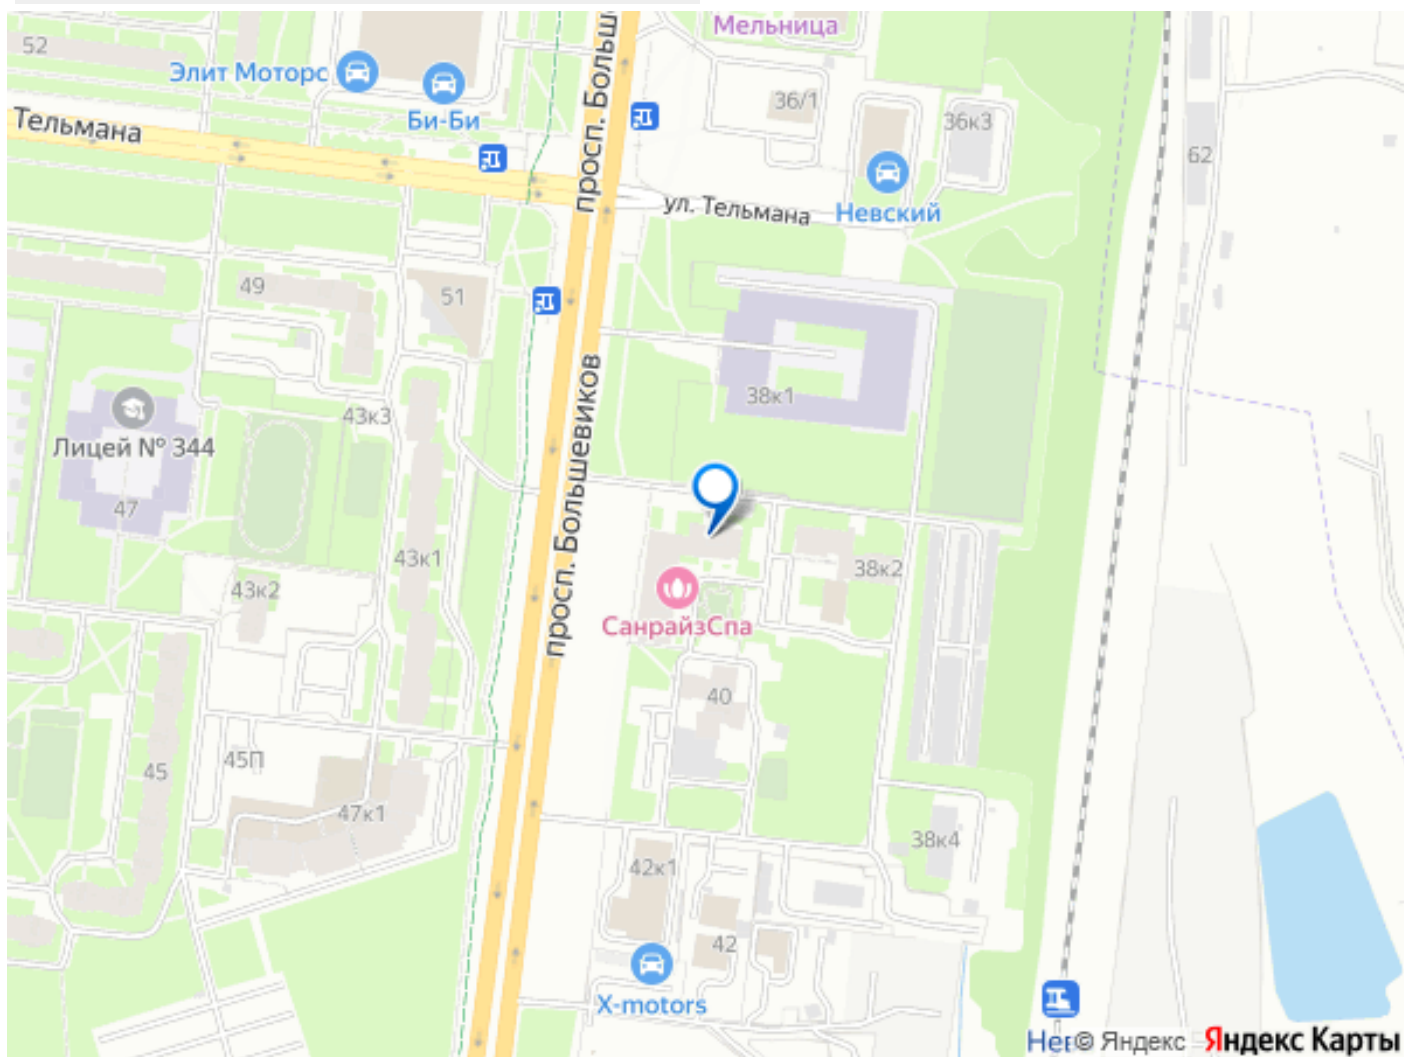 Мельница
52
Элит Моторс
Би-Би
просп. Больш
36/1
36к3
Тельмана
62
ул. Тельмана
Невский
49
51
просп. Большевиков
38к1
43к3
Лицей № 344
47
43к1
38к2
43к2
СанрайзСпа
40
45П
45
47к1
38к4
42к1
42
X-motors
Нев
© Яндекс Яндекс Карты